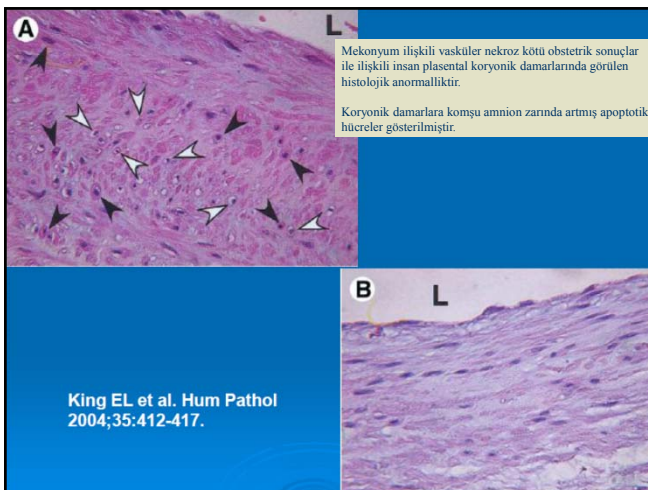 A
L
Mekonyum ilişkili vasküler nekroz kötü obstetrik sonuçlar
ile ilişkili insan plasental koryonik damarlarında görülen
histolojik anormalliktir.
Koryonik damarlara komşu amnion zarında artmış apoptotik
hücreler gösterilmiştir.
B
L
King EL et al. Hum Pathol
2004;35:412-417.